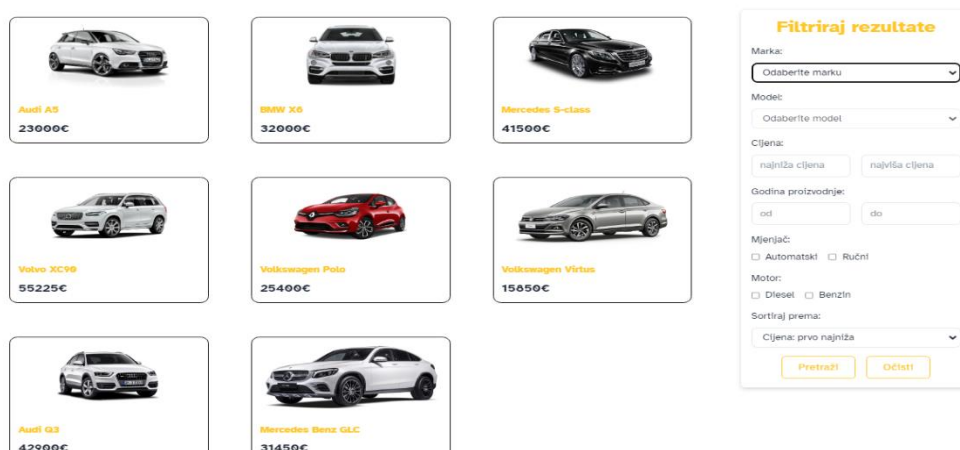 Audi A5
23000€
BMW X6
32000€
Mercedes S-class
41500€
Volvo XC90
55225€
Volkswagen Polo
25400€
Volkswagen Virtus
15850€
Audi Q3
42900€
Mercedes Benz GLC
31450€
Filtriraj rezultate
Marka:
Odaberite marku
Model:
Odaberite model
Cijena:
najniža cijena
najviša cijena
Godina proizvodnje:
od
do
Mjenjač:
Automatski
Ručni
Motor:
Diesel
Benzin
Sortiraj prema:
Cijena: prvo najniža
Pretraži
Očisti